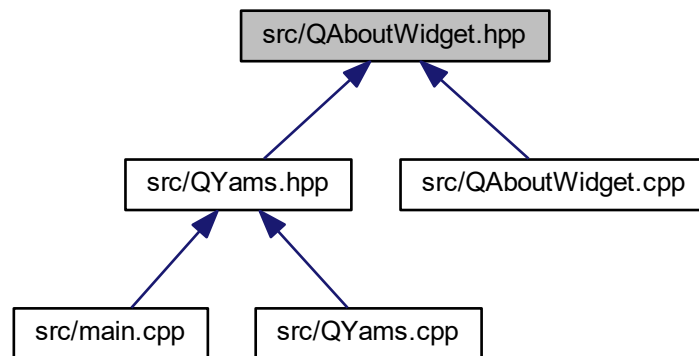 src/QAboutWidget.hpp
src/QYams.hpp
src/QAboutWidget.cpp
src/main.cpp
src/QYams.cpp